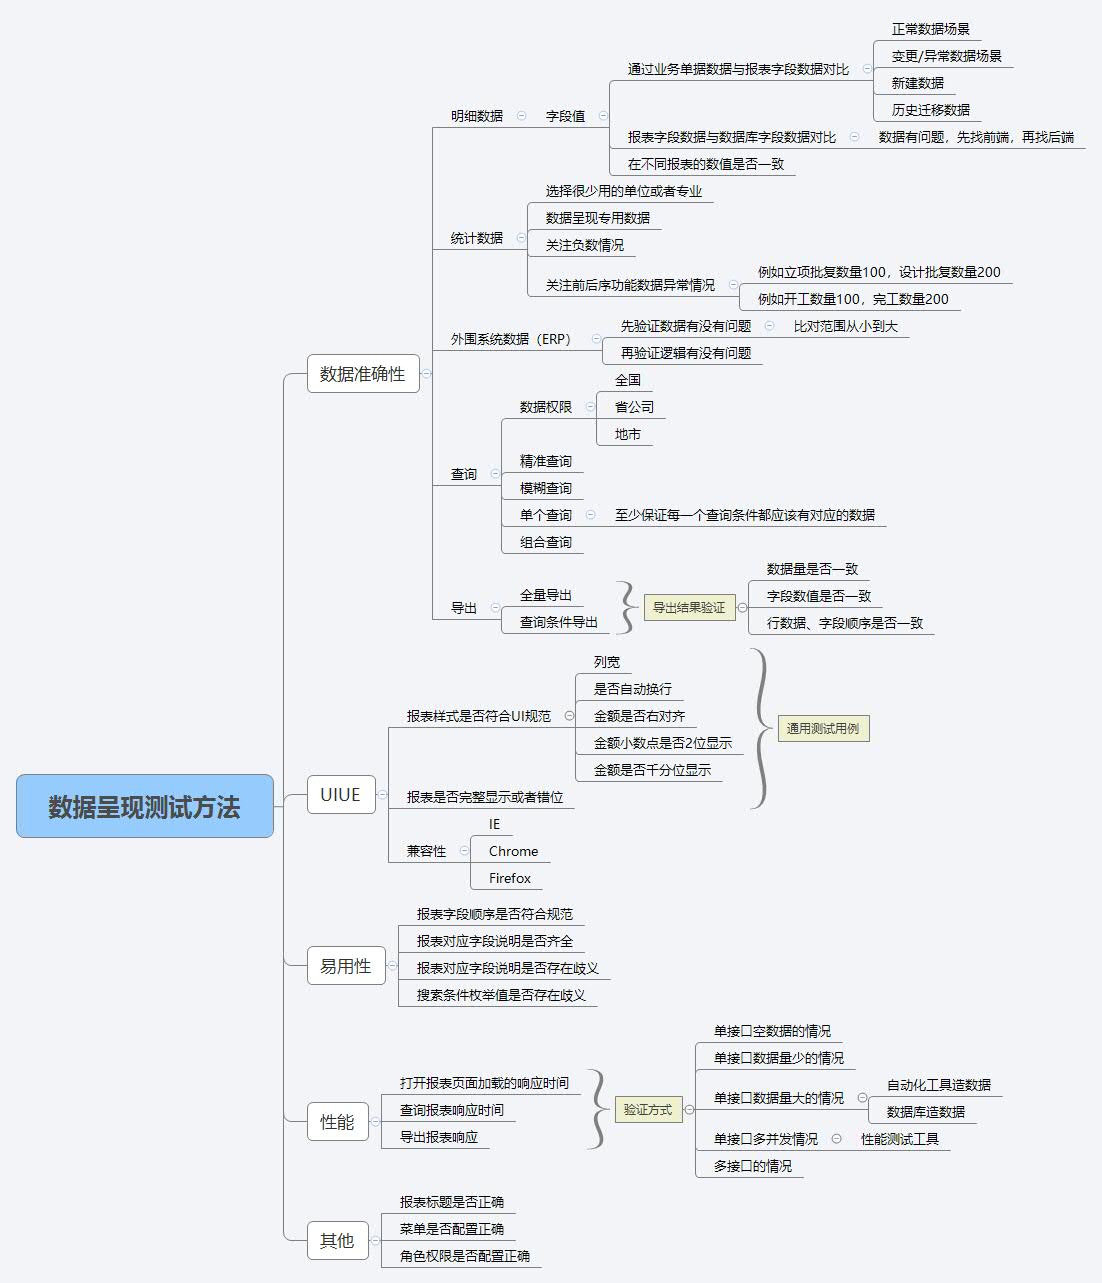 数据呈现测试方法
数据准确性
明细数据
字段值
通过业务单据数据与报表字段数据对比
正常数据场景
变更/异常数据场景
新建数据
历史迁移数据
报表字段数据与数据库字段数据对比
数据有问题，先找前端，再找后端
在不同报表的数值是否一致
统计数据
选择很少用的单位或者专业
数据呈现专用数据
关注负数情况
关注前后序功能数据异常情况
例如立项批复数量100，设计批复数量200
例如开工数量100，完工数量200
外围系统数据（ERP）
先验证数据有没有问题
比对范围从小到大
再验证逻辑有没有问题
查询
数据权限
全国
省公司
地市
精准查询
模糊查询
单个查询
至少保证每一个查询条件都应该有对应的数据
组合查询
导出
全量导出
查询条件导出
导出结果验证
数据量是否一致
字段数值是否一致
行数据、字段顺序是否一致
UIUE
报表样式是否符合UI规范
列宽
是否自动换行
金额是否右对齐
金额小数点是否2位显示
金额是否千分位显示
报表是否完整显示或者错位
通用测试用例
兼容性
IE
Chrome
Firefox
易用性
报表字段顺序是否符合规范
报表对应字段说明是否齐全
报表对应字段说明是否存在歧义
搜索条件枚举值是否存在歧义
性能
打开报表页面加载的响应时间
查询报表响应时间
导出报表响应
验证方式
单接口空数据的情况
单接口数据量少的情况
单接口数据量大的情况
自动化工具造数据
数据库造数据
单接口多并发情况
性能测试工具
多接口的情况
其他
报表标题是否正确
菜单是否配置正确
角色权限是否配置正确